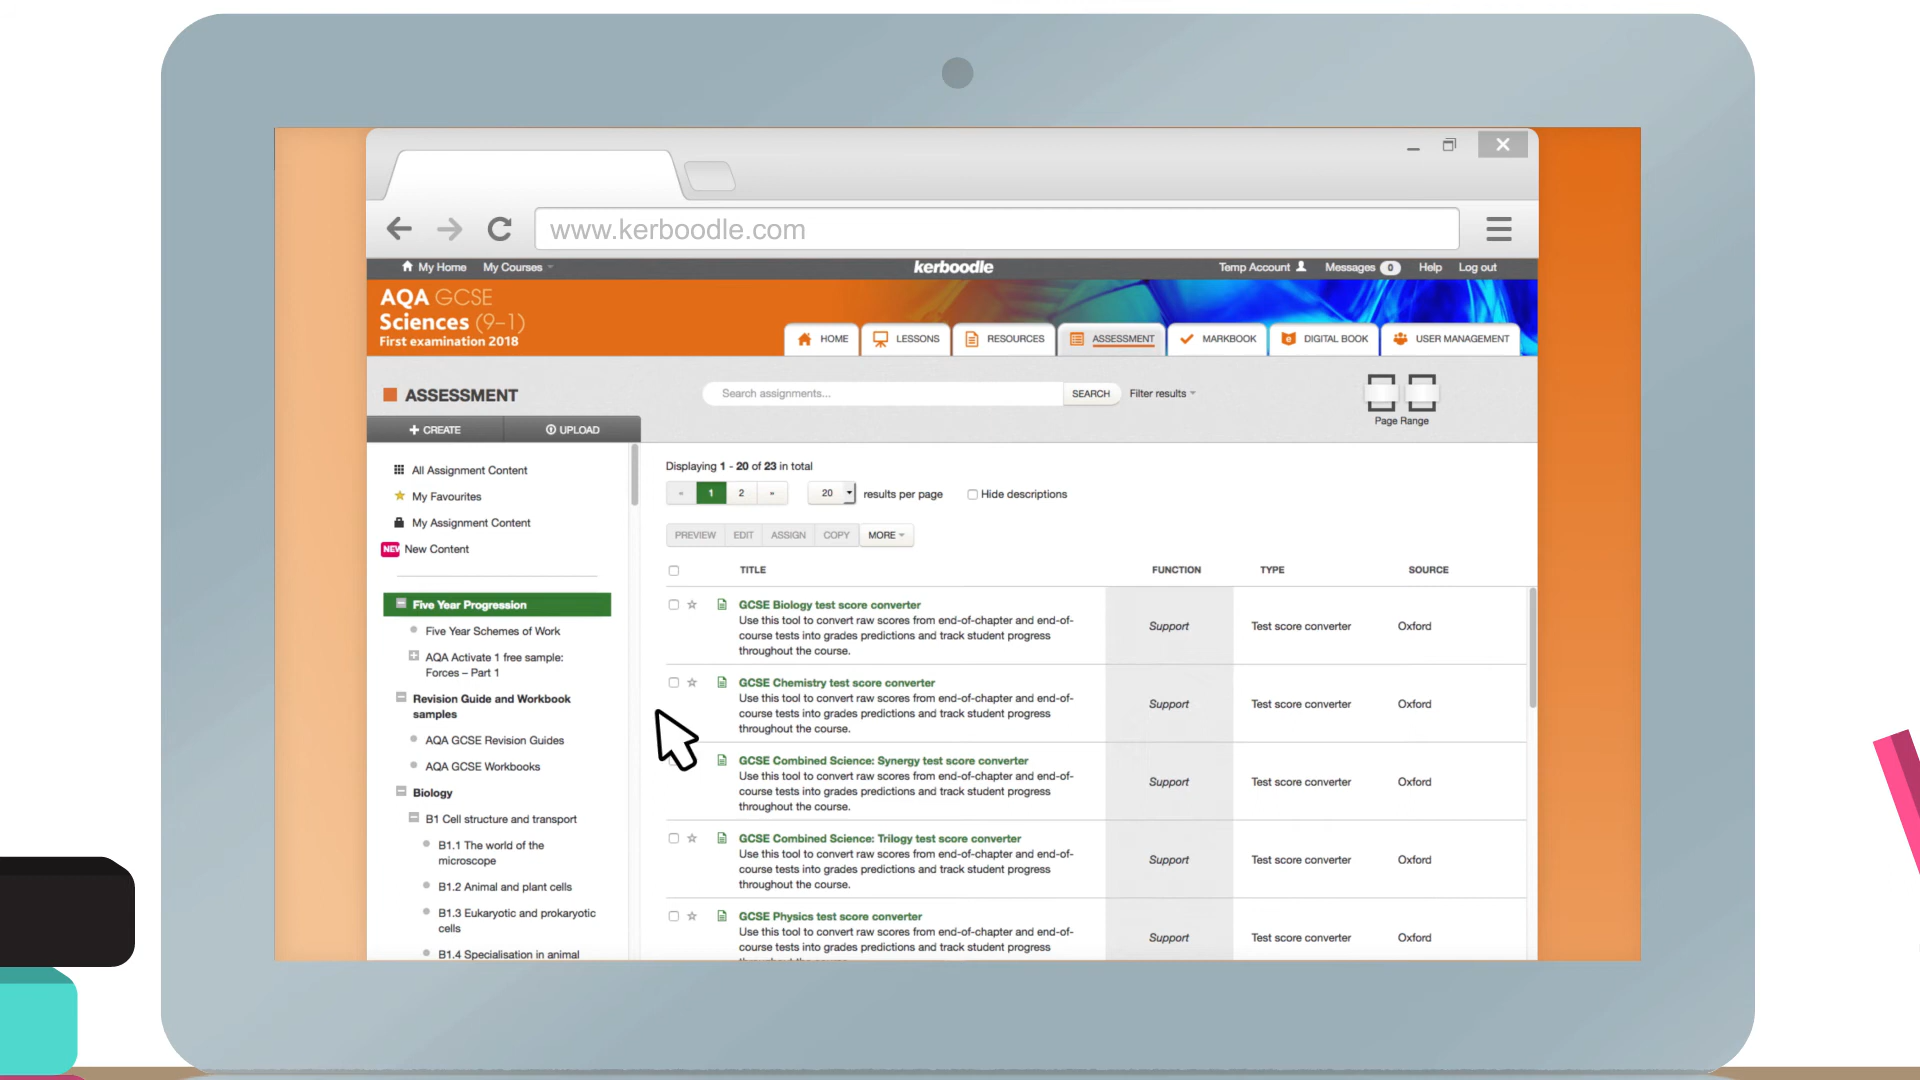 www.kerboodle.com
My Home My Courses kerboodle Temp Account Messages 0 Help Log out
AQA GCSE
Sciences (9–1)
First examination 2018
HOME LESSONS RESOURCES ASSESSMENT MARKBOOK DIGITAL BOOK USER MANAGEMENT
ASSESSMENT
Search assignments... SEARCH Filter results
Page Range
+ CREATE UPLOAD
All Assignment Content
My Favourites
My Assignment Content
NEW New Content
Five Year Progression
Five Year Schemes of Work
AQA Activate 1 free sample:
Forces – Part 1
Revision Guide and Workbook
samples
AQA GCSE Revision Guides
AQA GCSE Workbooks
Biology
B1 Cell structure and transport
B1.1 The world of the
microscope
B1.2 Animal and plant cells
B1.3 Eukaryotic and prokaryotic
cells
B1.4 Specialisation in animal
Displaying 1 - 20 of 23 in total
« 1 2 » 20 results per page Hide descriptions
PREVIEW EDIT ASSIGN COPY MORE
TITLE FUNCTION TYPE SOURCE
GCSE Biology test score converter
Use this tool to convert raw scores from end-of-chapter and end-of-
course tests into grades predictions and track student progress
throughout the course.
Support Test score converter Oxford
GCSE Chemistry test score converter
Use this tool to convert raw scores from end-of-chapter and end-of-
course tests into grades predictions and track student progress
throughout the course.
Support Test score converter Oxford
GCSE Combined Science: Synergy test score converter
Use this tool to convert raw scores from end-of-chapter and end-of-
course tests into grades predictions and track student progress
throughout the course.
Support Test score converter Oxford
GCSE Combined Science: Trilogy test score converter
Use this tool to convert raw scores from end-of-chapter and end-of-
course tests into grades predictions and track student progress
throughout the course.
Support Test score converter Oxford
GCSE Physics test score converter
Use this tool to convert raw scores from end-of-chapter and end-of-
course tests into grades predictions and track student progress
Support Test score converter Oxford